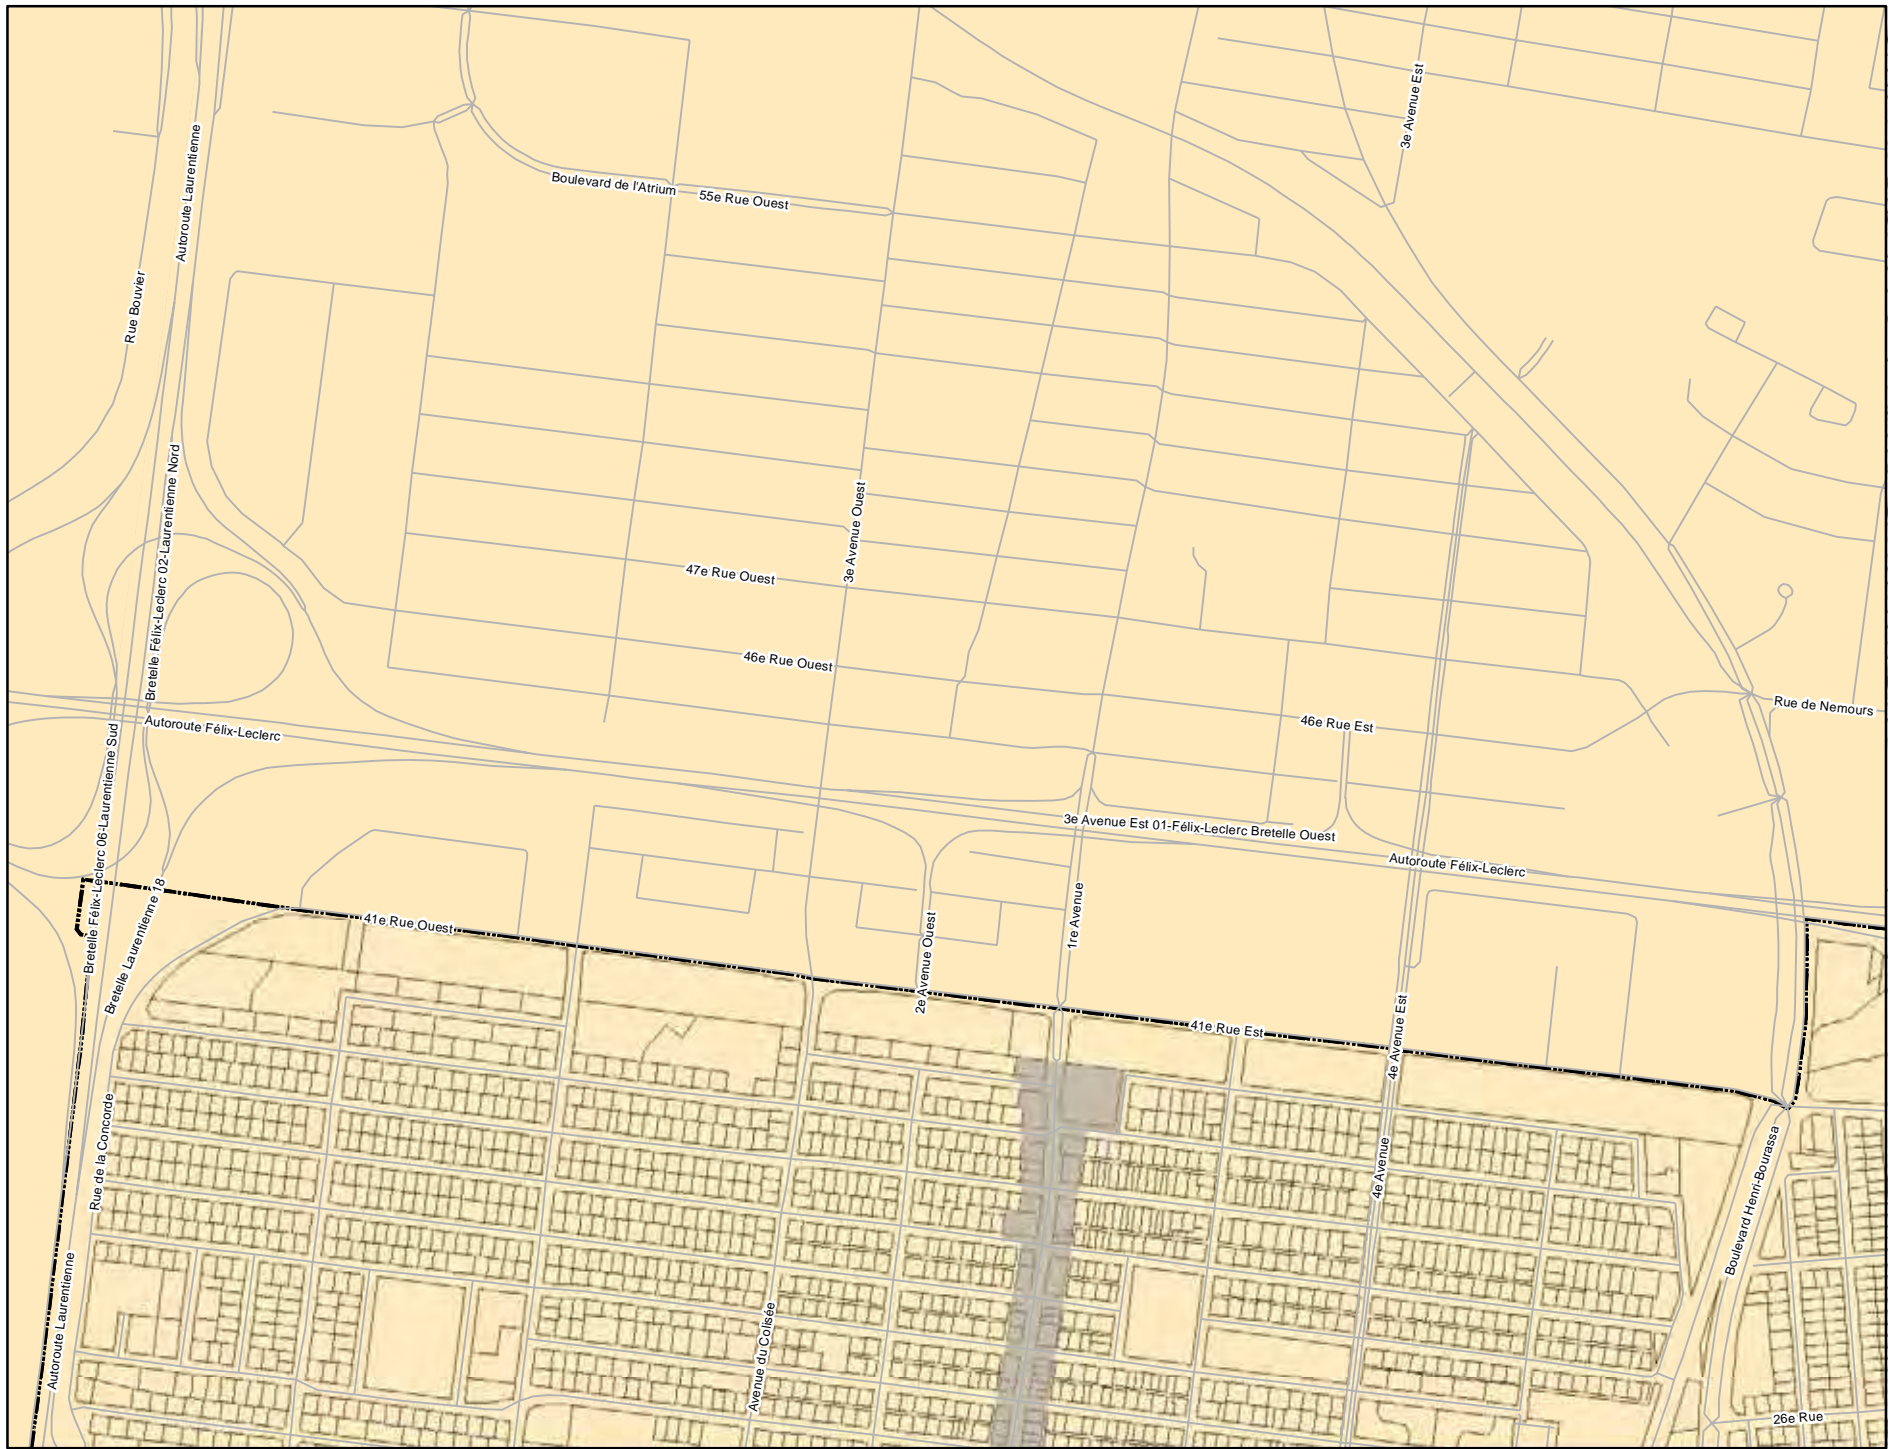 3e Avenue Est
Autoroute Laurentienne
Boulevard de l'Atrium
55e Rue Ouest
Rue Bouvier
Bretelle Félix-Leclerc 02-Laurentienne Nord
3e Avenue Ouest
47e Rue Ouest
46e Rue Ouest
Rue de Nemours
46e Rue Est
Autoroute Félix-Leclerc
Bretelle Félix-Leclerc 06-Laurentienne Sud
3e Avenue Est 01-Félix-Leclerc Bretelle Ouest
Autoroute Félix-Leclerc
Bretelle Laurentienne 18
41e Rue Ouest
2e Avenue Ouest
1re Avenue
41e Rue Est
4e Avenue Est
Rue de la Concorde
4e Avenue
Boulevard Henri-Bourassa
Autoroute Laurentienne
Avenue du Colisée
26e Rue